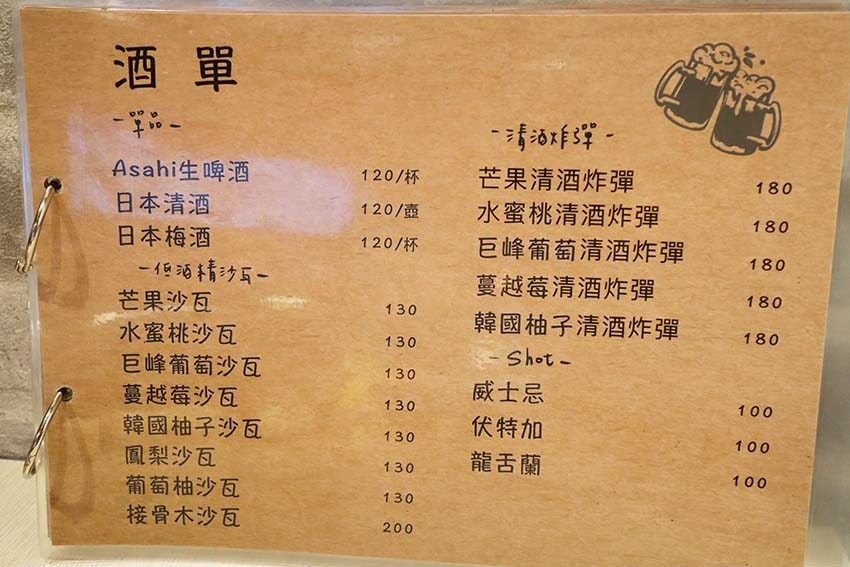 酒單
-單品-
Asahi生啤酒 120/杯
日本清酒 120/壺
日本梅酒 120/杯
-低酒精沙瓦-
芒果沙瓦 130
水蜜桃沙瓦 130
巨峰葡萄沙瓦 130
蔓越莓沙瓦 130
韓國柚子沙瓦 130
鳳梨沙瓦 130
葡萄柚沙瓦 130
接骨木沙瓦 200
-清酒炸彈-
芒果清酒炸彈 180
水蜜桃清酒炸彈 180
巨峰葡萄清酒炸彈 180
蔓越莓清酒炸彈 180
韓國柚子清酒炸彈 180
-Shot-
威士忌 100
伏特加 100
龍舌蘭 100